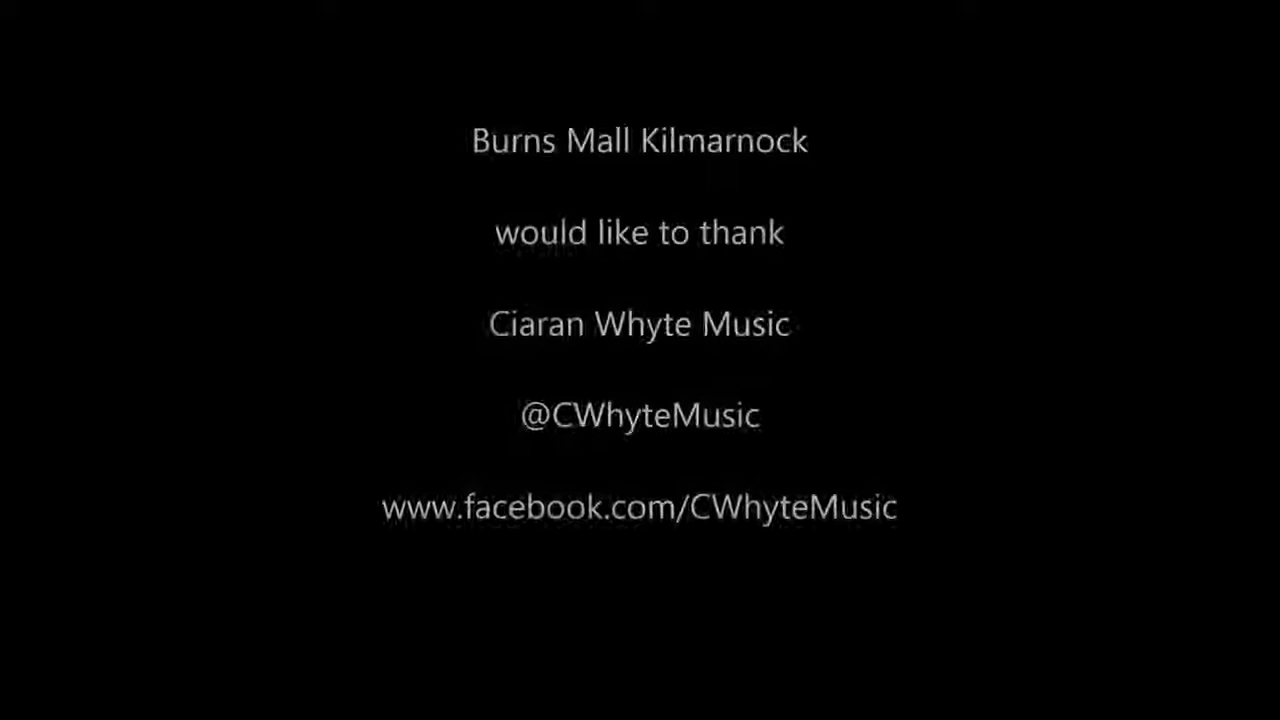 Burns Mall Kilmarnock
would like to thank
Ciaran Whyte Music
@CWhyteMusic
www.facebook.com/CWhyteMusic